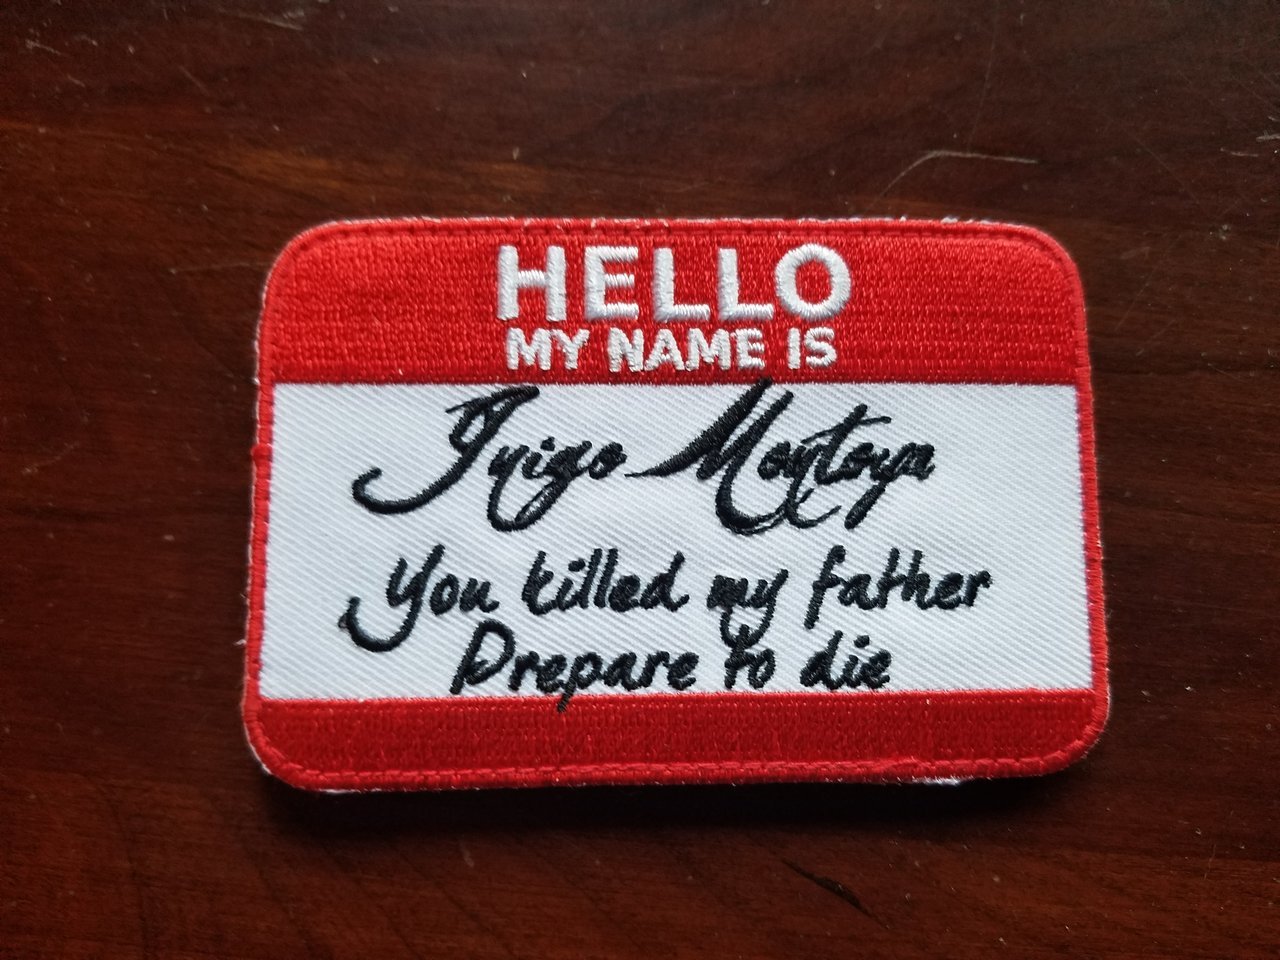 HELLO
MY NAME IS
Inigo Montoya
You killed my father
Prepare to die